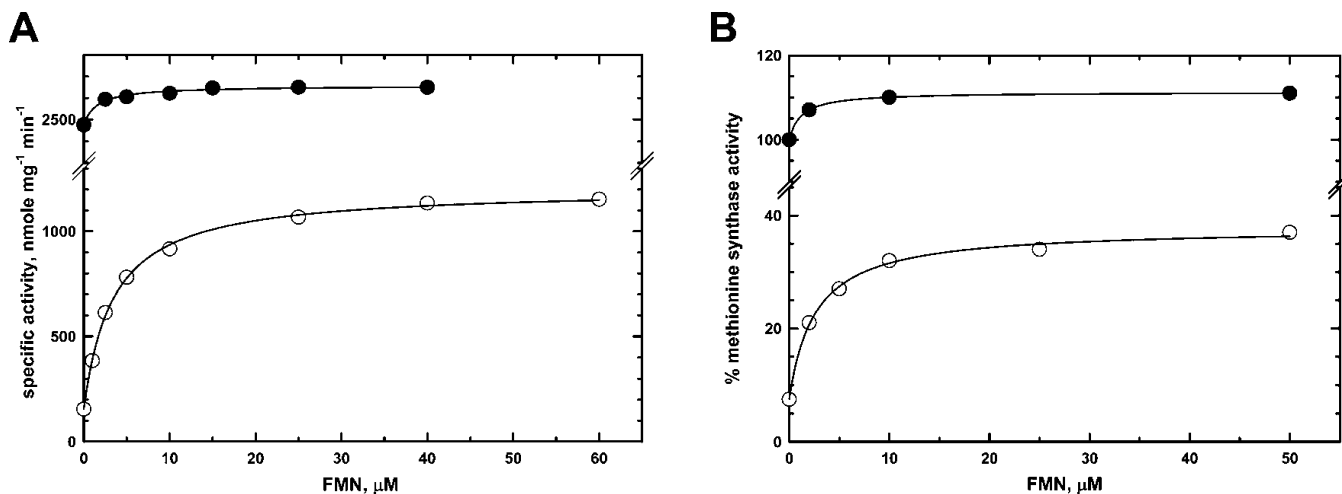 A
specific activity, nmole mg⁻¹ min⁻¹
2500
1000
500
0
0 10 20 30 40 50 60
FMN, μM
B
% methionine synthase activity
120
100
40
20
0
0 10 20 30 40 50
FMN, μM